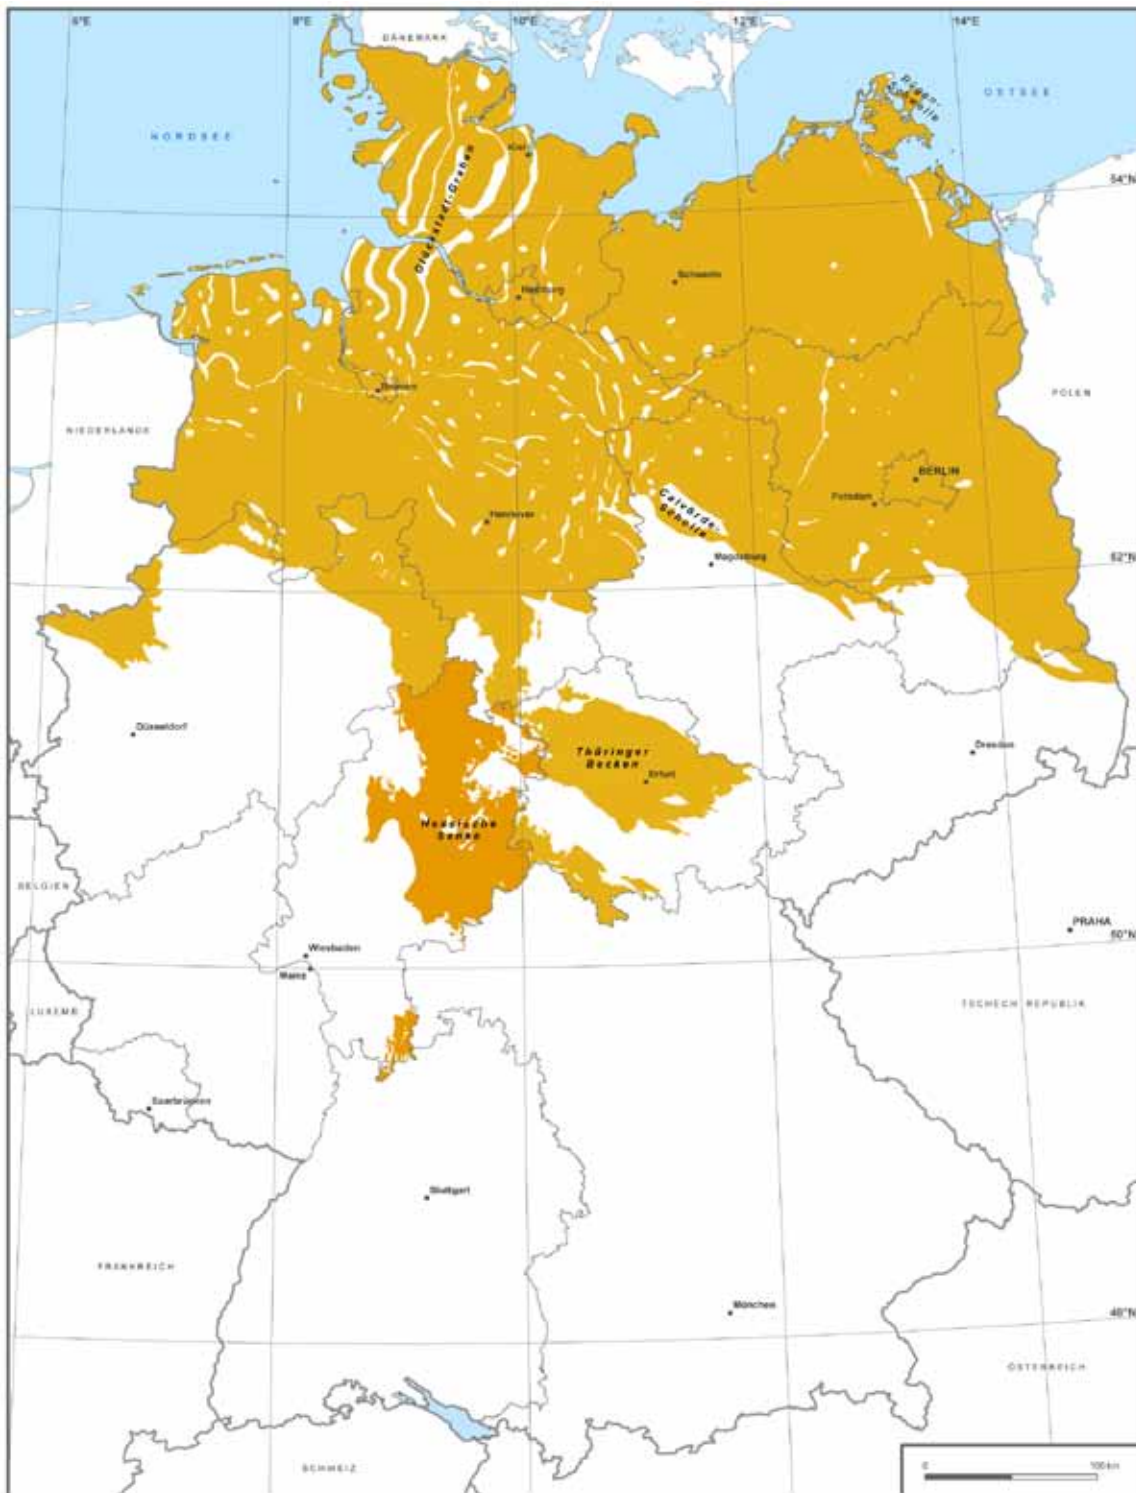 6°E
8°E
10°E
12°E
14°E
DÄNEMARK
OSTSEE
NORDSEE
Rügen-
Schwelle
Kiel
Glückstadt-Graben
54°N
Schwerin
Hamburg
Bremen
POLEN
NIEDERLANDE
BERLIN
Potsdam
Hannover
Calvörde-
Scholle
Magdeburg
52°N
Düsseldorf
Thüringer
Becken
Erfurt
Dresden
Hessische
Senke
BELGIEN
PRAHA
50°N
Wiesbaden
Mainz
LUXEMB
TSCHECH REPUBLIK
Saarbrücken
Stuttgart
FRANKREICH
München
48°N
ÖSTERREICH
SCHWEIZ
0
100 km